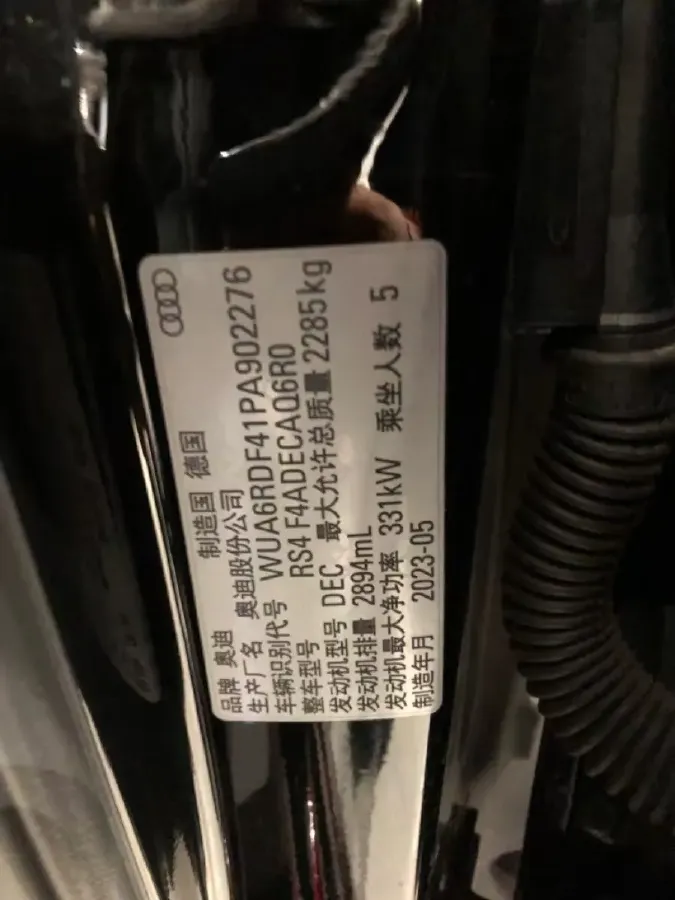 品牌 奥迪 制造国 德国
生产厂名 奥迪股份公司
车辆识别代号 WUA6RDF41PA902276
整车型号 RS4 F4ADECAQ6R0
发动机型号 DEC 最大允许总质量 2285kg
发动机排量 2894mL
发动机最大净功率 331kW 乘坐人数 5
制造年月 2023-05